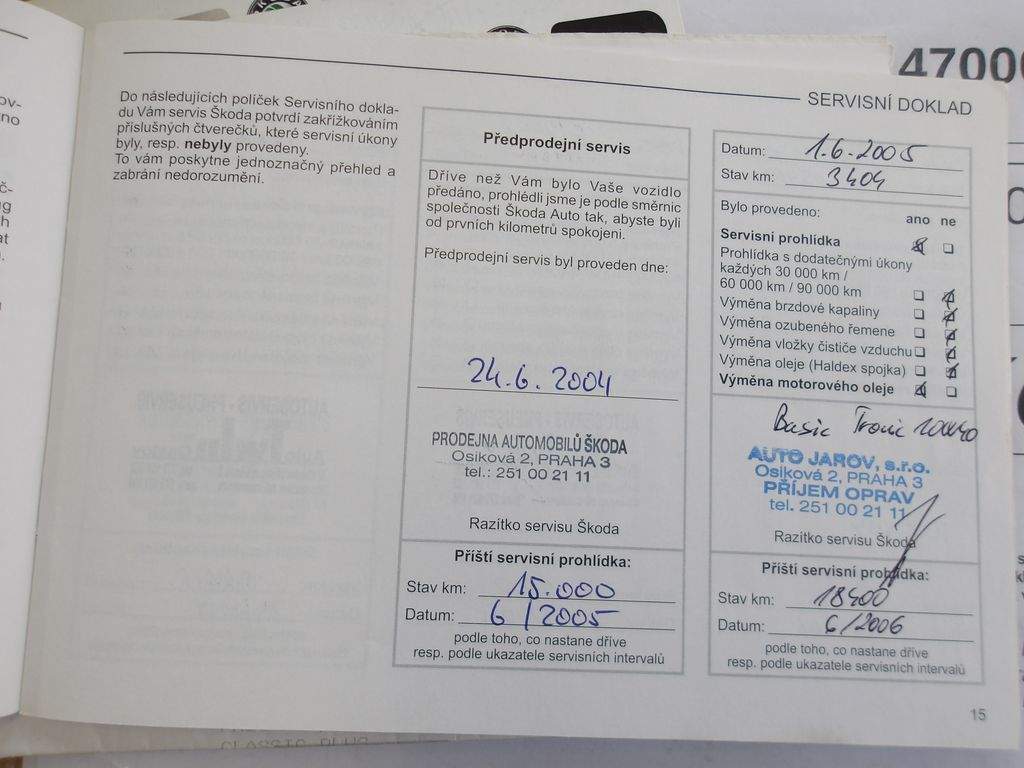 47000
SERVISNÍ DOKLAD
Do následujících políček Servisního dokla-
du Vám servis Škoda potvrdí zakřížkováním
příslušných čtverečků, které servisní úkony
byly, resp. nebyly provedeny.
To vám poskytne jednoznačný přehled a
zabrání nedorozumění.
Předprodejní servis
Dříve než Vám bylo Vaše vozidlo
předáno, prohlédli jsme je podle směrnic
společnosti Škoda Auto tak, abyste byli
od prvních kilometrů spokojeni.
Předprodejní servis byl proveden dne:
24.6.2004
PRODEJNA AUTOMOBILŮ ŠKODA
Osiková 2, PRAHA 3
tel.: 251 00 21 11
Razítko servisu Škoda
Příští servisní prohlídka:
Stav km: 15.000
Datum: 6/2005
podle toho, co nastane dříve
resp. podle ukazatele servisních intervalů
Datum: 1.6.2005
Stav km: 3404
Bylo provedeno: ano ne
Servisní prohlídka
Prohlídka s dodatečnými úkony
každých 30 000 km /
60 000 km / 90 000 km
Výměna brzdové kapaliny
Výměna ozubeného řemene
Výměna vložky čističe vzduchu
Výměna oleje (Haldex spojka)
Výměna motorového oleje
Basic Tronic 10W40
AUTO JAROV, s.r.o.
Osiková 2, PRAHA 3
PŘÍJEM OPRAV
tel. 251 00 21 11
Razítko servisu Škoda
Příští servisní prohlídka:
Stav km: 18400
Datum: 6/2006
podle toho, co nastane dříve
resp. podle ukazatele servisních intervalů
15
CLASSIC PLUS